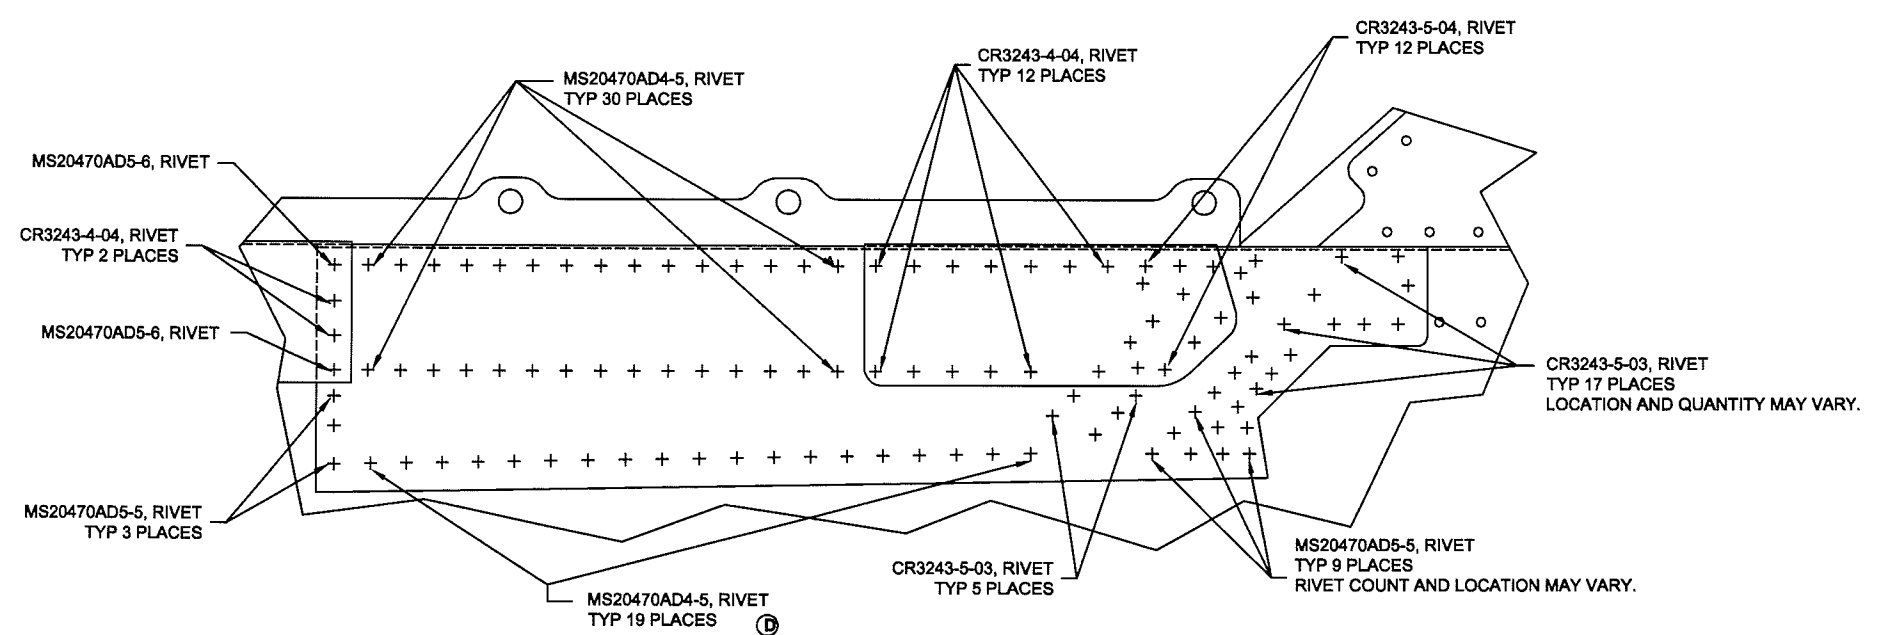 CR3243-5-04, RIVET
TYP 12 PLACES
CR3243-4-04, RIVET
TYP 12 PLACES
MS20470AD4-5, RIVET
TYP 30 PLACES
MS20470AD5-6, RIVET
CR3243-4-04, RIVET
TYP 2 PLACES
MS20470AD5-6, RIVET
CR3243-5-03, RIVET
TYP 17 PLACES
LOCATION AND QUANTITY MAY VARY.
MS20470AD5-5, RIVET
TYP 3 PLACES
CR3243-5-03, RIVET
TYP 5 PLACES
MS20470AD5-5, RIVET
TYP 9 PLACES
RIVET COUNT AND LOCATION MAY VARY.
MS20470AD4-5, RIVET
TYP 19 PLACES
D